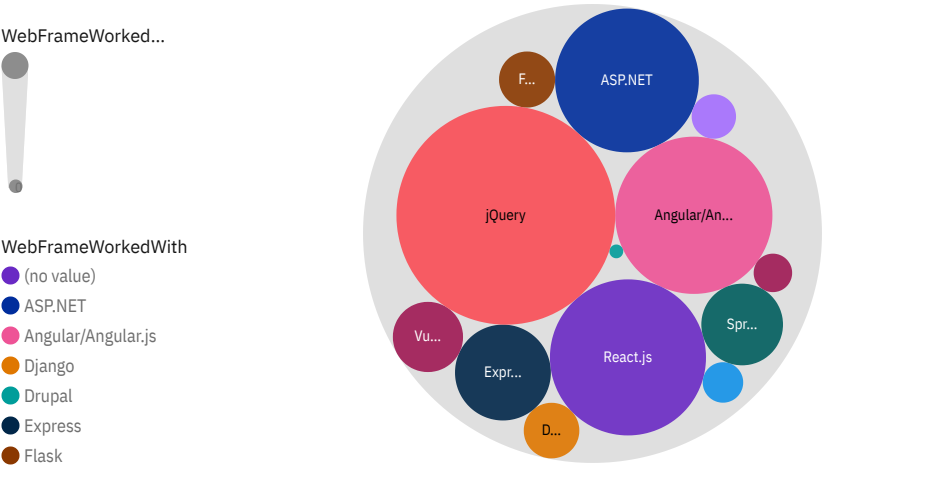 WebFrameWorked...
0
WebFrameWorkedWith
(no value)
ASP.NET
Angular/Angular.js
Django
Drupal
Express
Flask
F...
ASP.NET
jQuery
Angular/An...
Vu...
Expr...
React.js
Spr...
D...